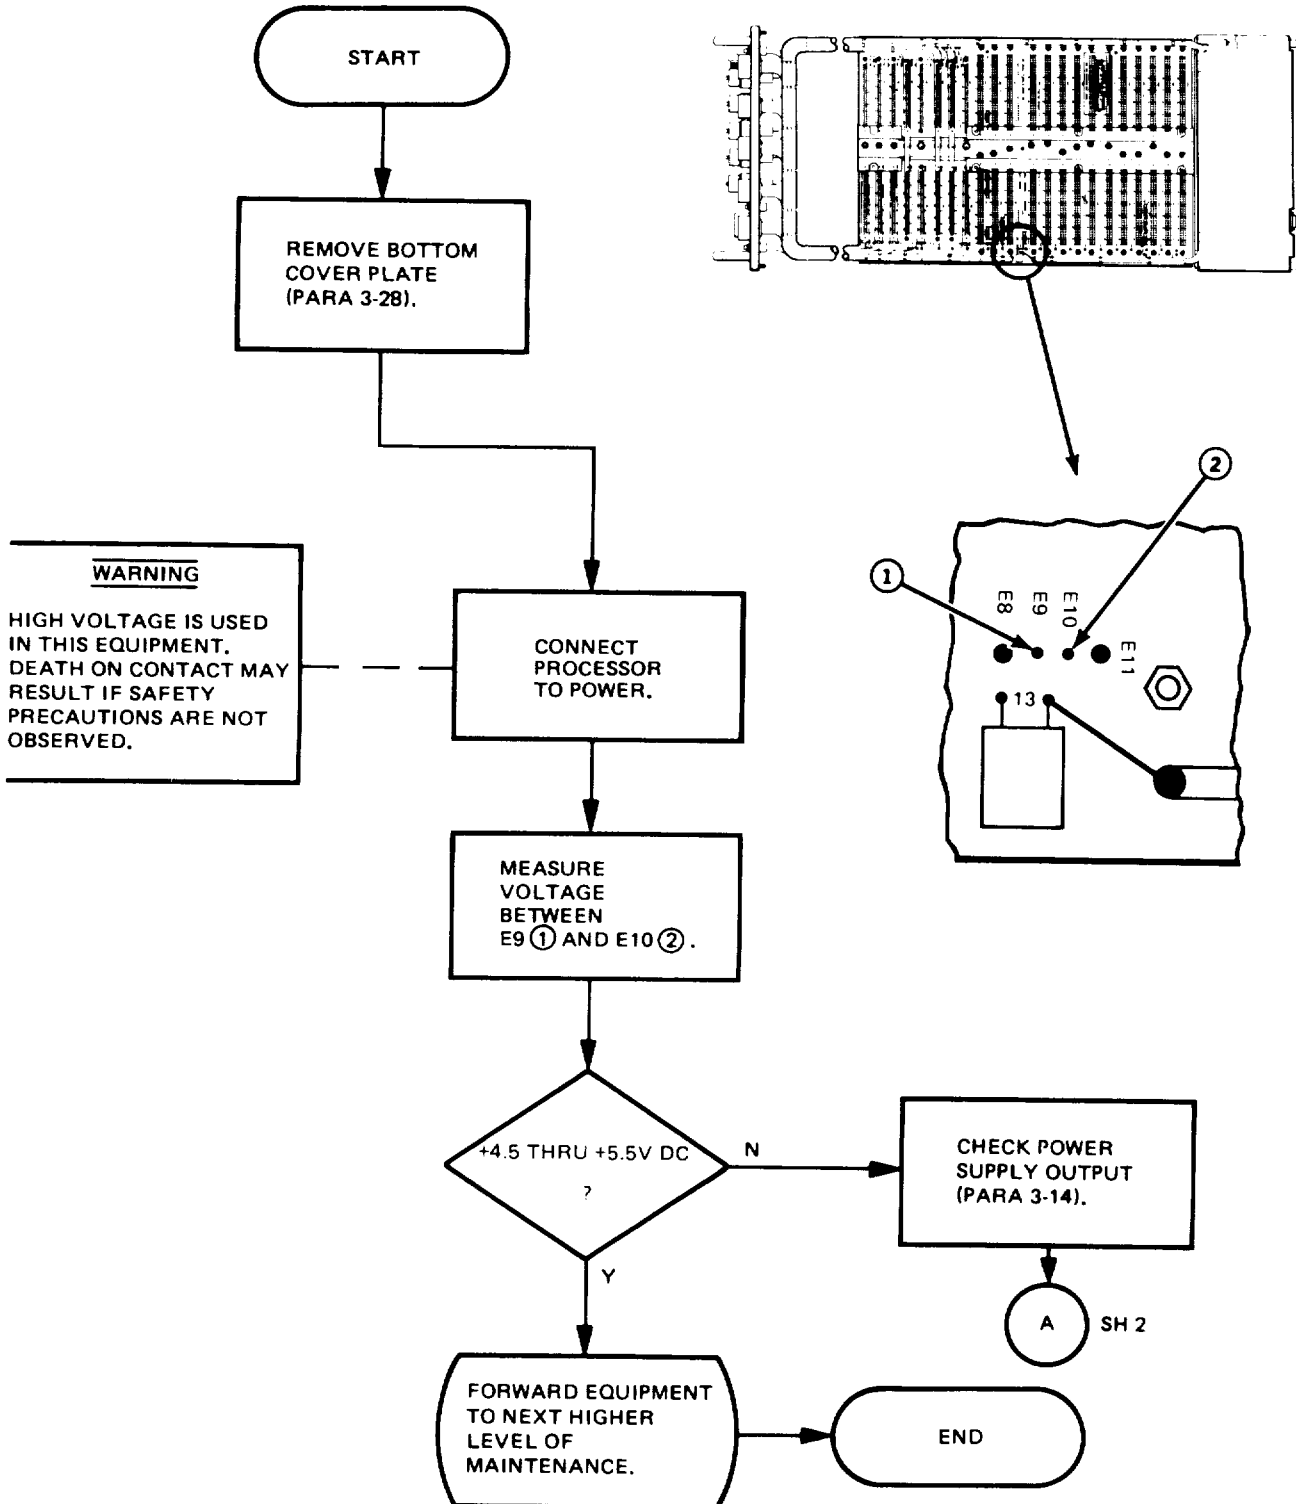 START
REMOVE BOTTOM
COVER PLATE
(PARA 3-28).
WARNING
HIGH VOLTAGE IS USED
IN THIS EQUIPMENT.
DEATH ON CONTACT MAY
RESULT IF SAFETY
PRECAUTIONS ARE NOT
OBSERVED.
CONNECT
PROCESSOR
TO POWER.
MEASURE
VOLTAGE
BETWEEN
E9 ① AND E10 ②.
+4.5 THRU +5.5V DC
?
N
Y
CHECK POWER
SUPPLY OUTPUT
(PARA 3-14).
A
SH 2
FORWARD EQUIPMENT
TO NEXT HIGHER
LEVEL OF
MAINTENANCE.
END
①
②
E8
E9
E10
E11
13